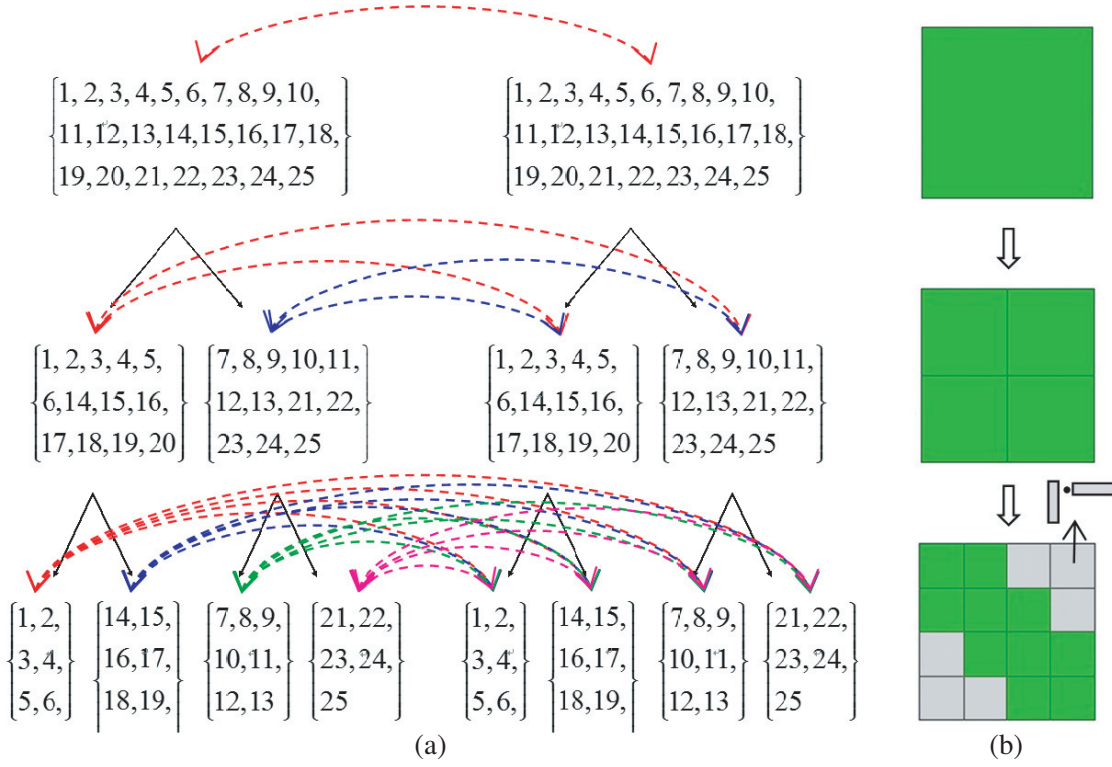 1, 2, 3, 4, 5, 6, 7, 8, 9, 10,
11, 12, 13, 14, 15, 16, 17, 18,
19, 20, 21, 22, 23, 24, 25
1, 2, 3, 4, 5, 6, 7, 8, 9, 10,
11, 12, 13, 14, 15, 16, 17, 18,
19, 20, 21, 22, 23, 24, 25
1, 2, 3, 4, 5,
6, 14, 15, 16,
17, 18, 19, 20
7, 8, 9, 10, 11,
12, 13, 21, 22,
23, 24, 25
1, 2, 3, 4, 5,
6, 14, 15, 16,
17, 18, 19, 20
7, 8, 9, 10, 11,
12, 13, 21, 22,
23, 24, 25
1, 2,
3, 4,
5, 6,
14, 15,
16, 17,
18, 19,
7, 8, 9,
10, 11,
12, 13
21, 22,
23, 24,
25
1, 2,
3, 4,
5, 6,
14, 15,
16, 17,
18, 19,
7, 8, 9,
10, 11,
12, 13
21, 22,
23, 24,
25
(a)
(b)